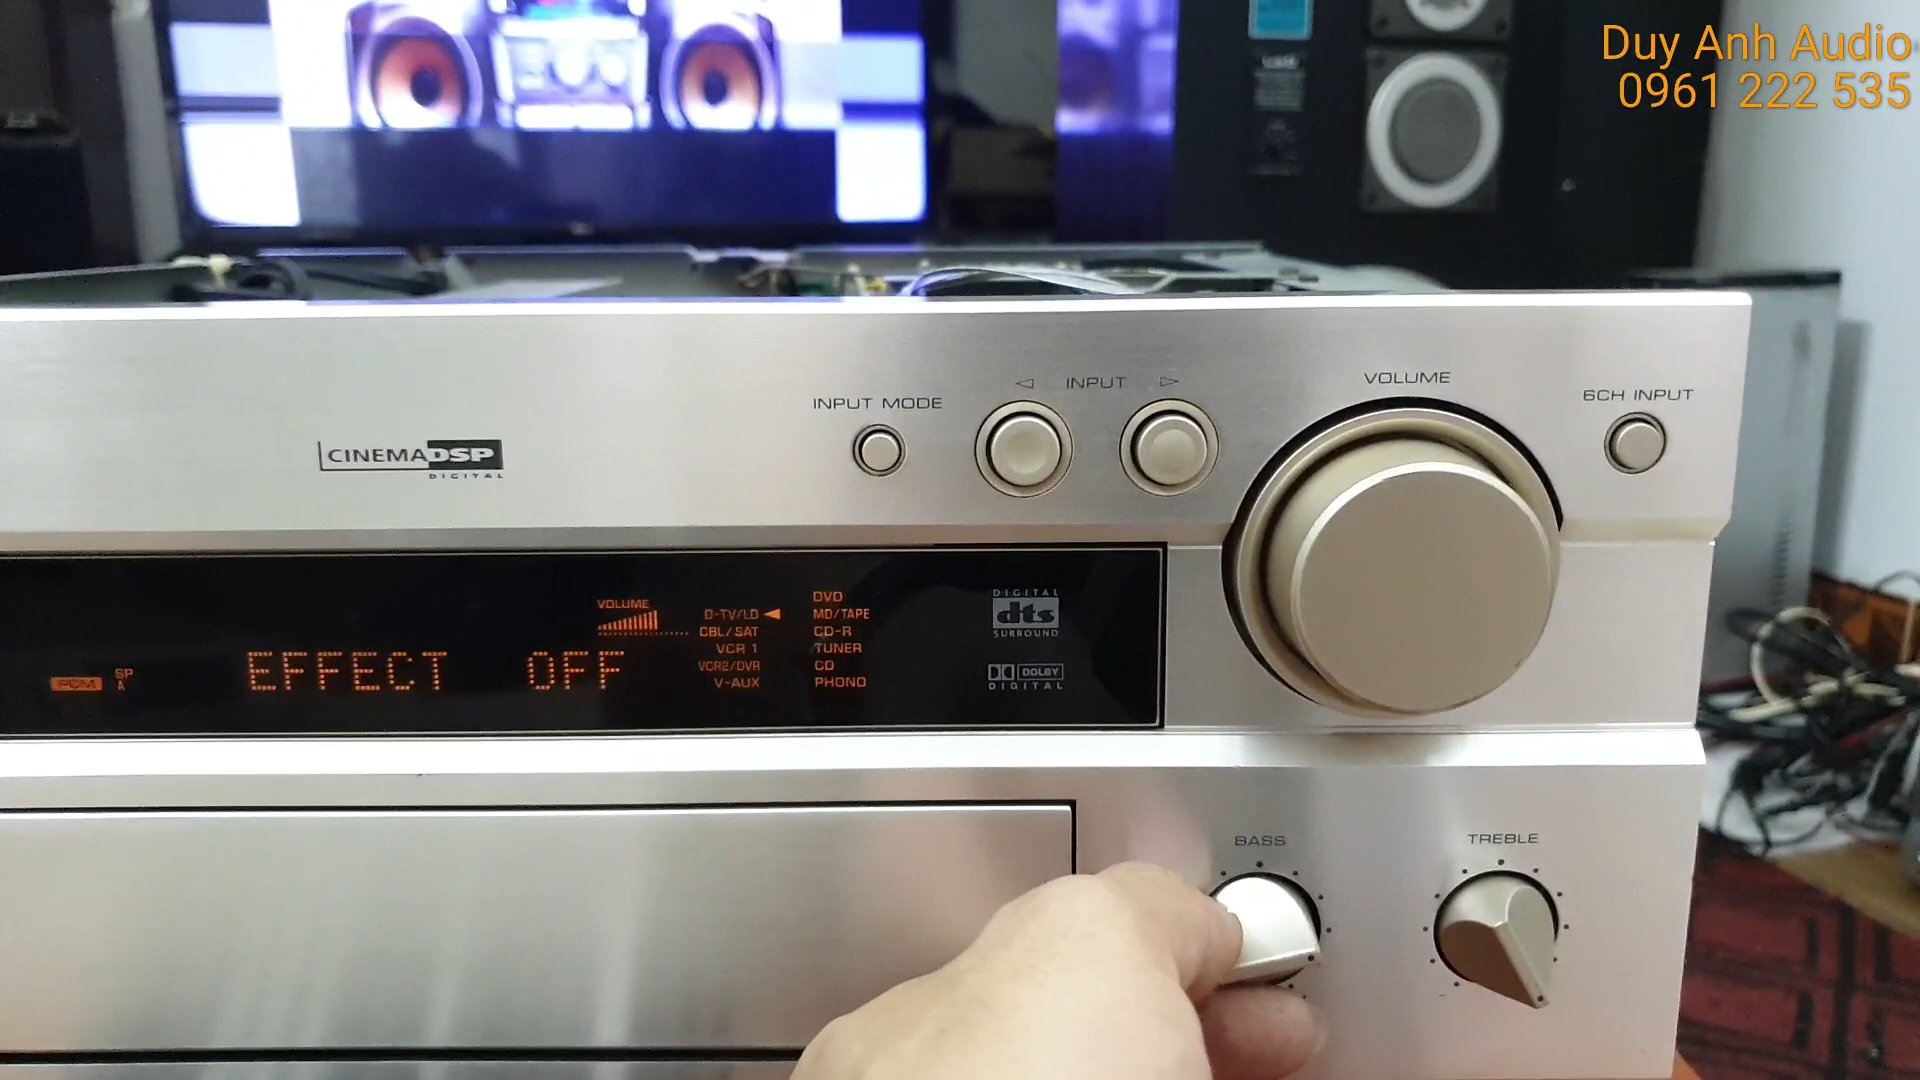 Duy Anh Audio
0961 222 535
VOLUME
INPUT
6CH INPUT
INPUT MODE
CINEMA DSP
DIGITAL
VOLUME
D-TV/LD
CBL/SAT
VCR 1
VCR2/DVR
V-AUX
DVD
MD/TAPE
CD-R
TUNER
CD
PHONO
DIGITAL
dts
SURROUND
DOLBY
DIGITAL
PCM
SP
A
EFFECT OFF
BASS
TREBLE